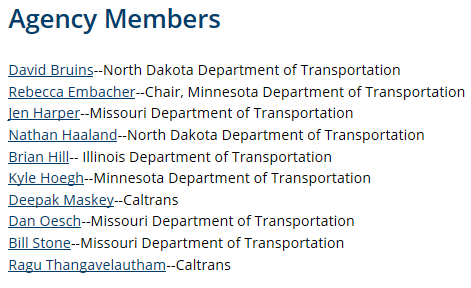 Agency Members
David Bruins--North Dakota Department of Transportation
Rebecca Embacher--Chair, Minnesota Department of Transportation
Jen Harper--Missouri Department of Transportation
Nathan Haaland--North Dakota Department of Transportation
Brian Hill-- Illinois Department of Transportation
Kyle Hoegh--Minnesota Department of Transportation
Deepak Maskey--Caltrans
Dan Oesch--Missouri Department of Transportation
Bill Stone--Missouri Department of Transportation
Ragu Thangavelautham--Caltrans